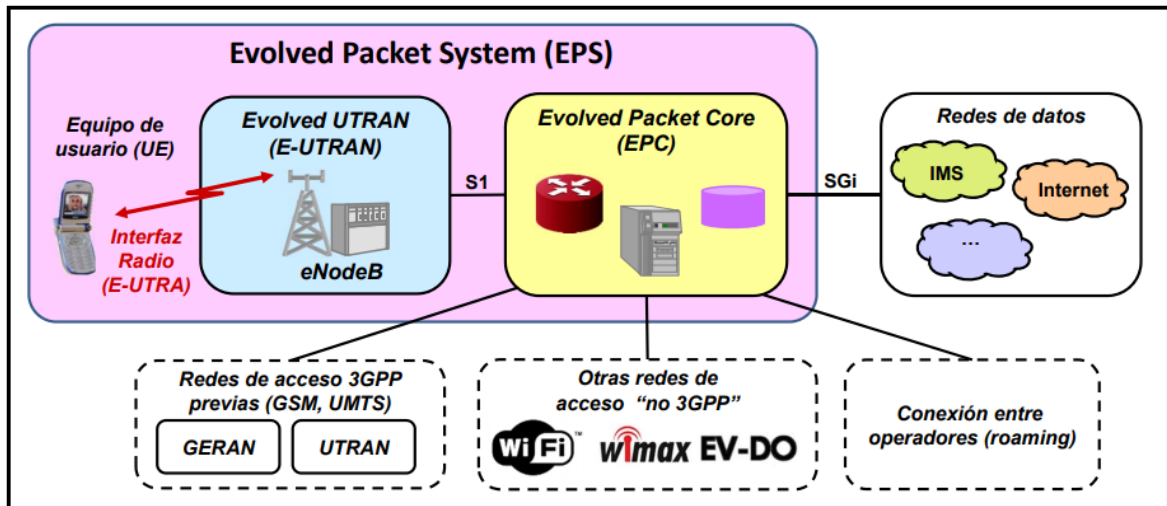 Evolved Packet System (EPS)
Equipo de
usuario (UE)
Interfaz
Radio
(E-UTRA)
Evolved UTRAN
(E-UTRAN)
eNodeB
S1
Evolved Packet Core
(EPC)
SGi
Redes de datos
IMS
Internet
...
Redes de acceso 3GPP
previas (GSM, UMTS)
GERAN
UTRAN
Otras redes de
acceso “no 3GPP”
WiFi™
wimax
EV-DO
Conexión entre
operadores (roaming)